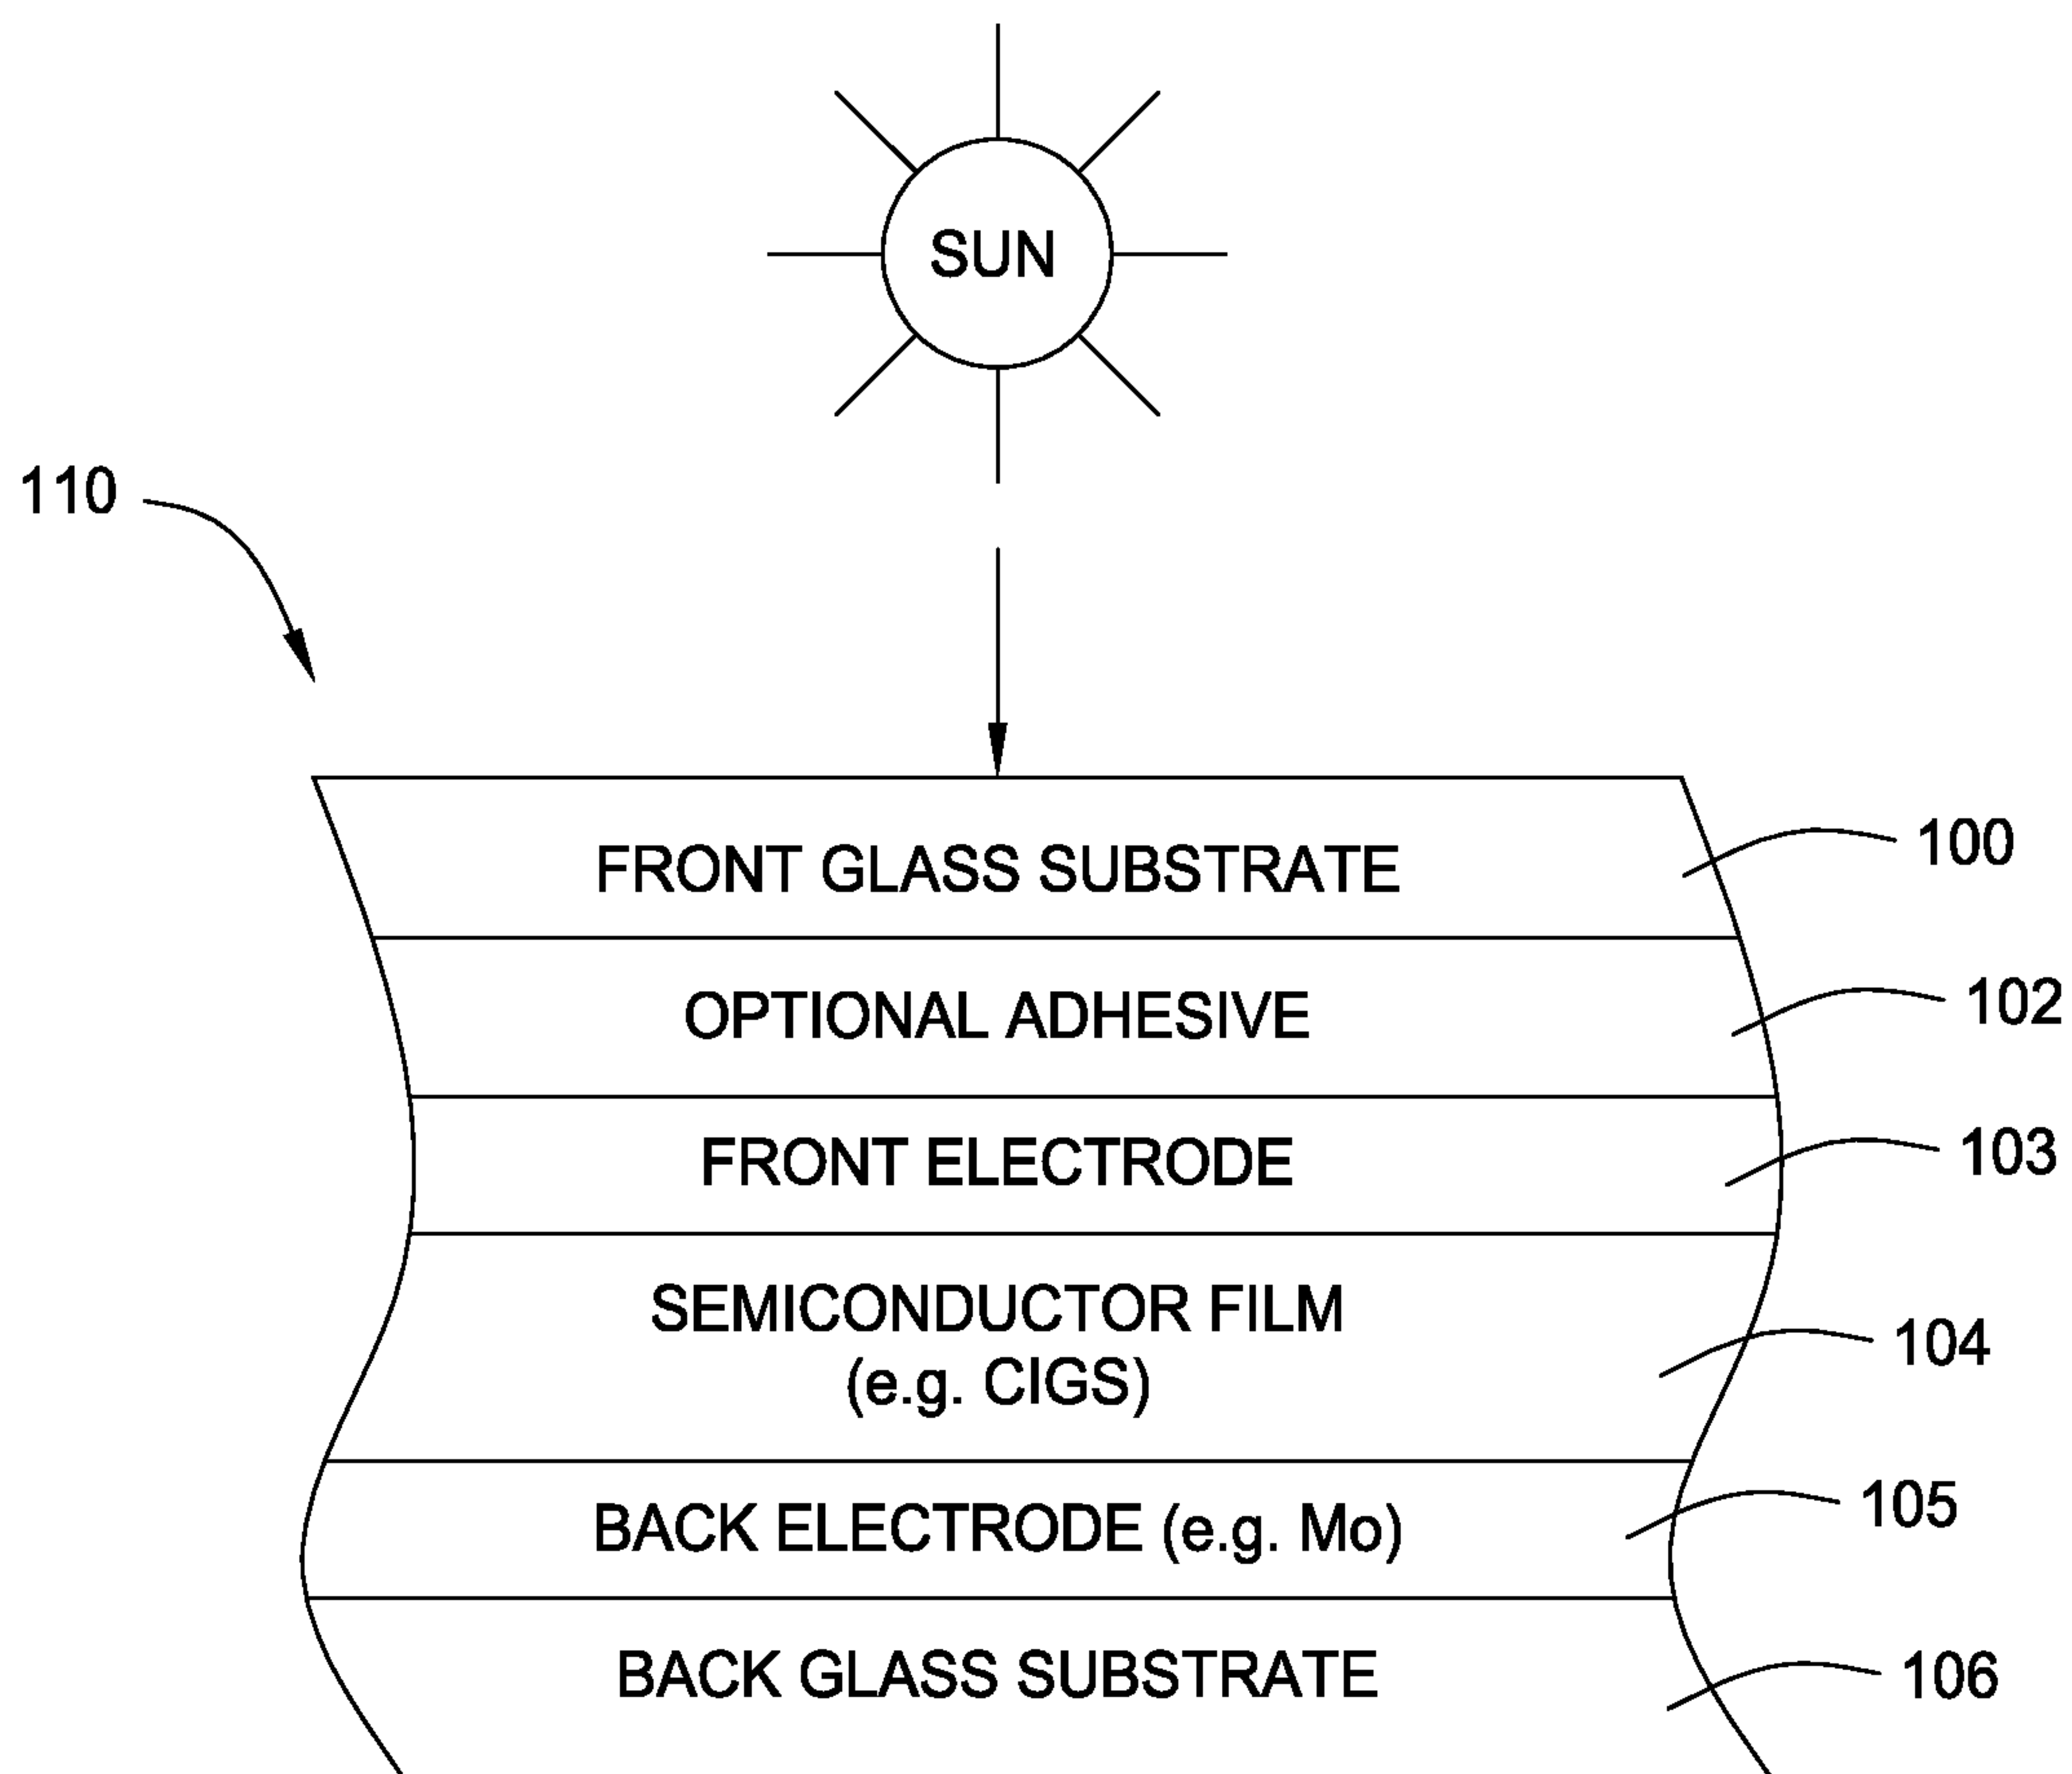 SUN
110
FRONT GLASS SUBSTRATE
100
OPTIONAL ADHESIVE
102
FRONT ELECTRODE
103
SEMICONDUCTOR FILM
(e.g. CIGS)
104
BACK ELECTRODE (e.g. Mo)
105
BACK GLASS SUBSTRATE
106